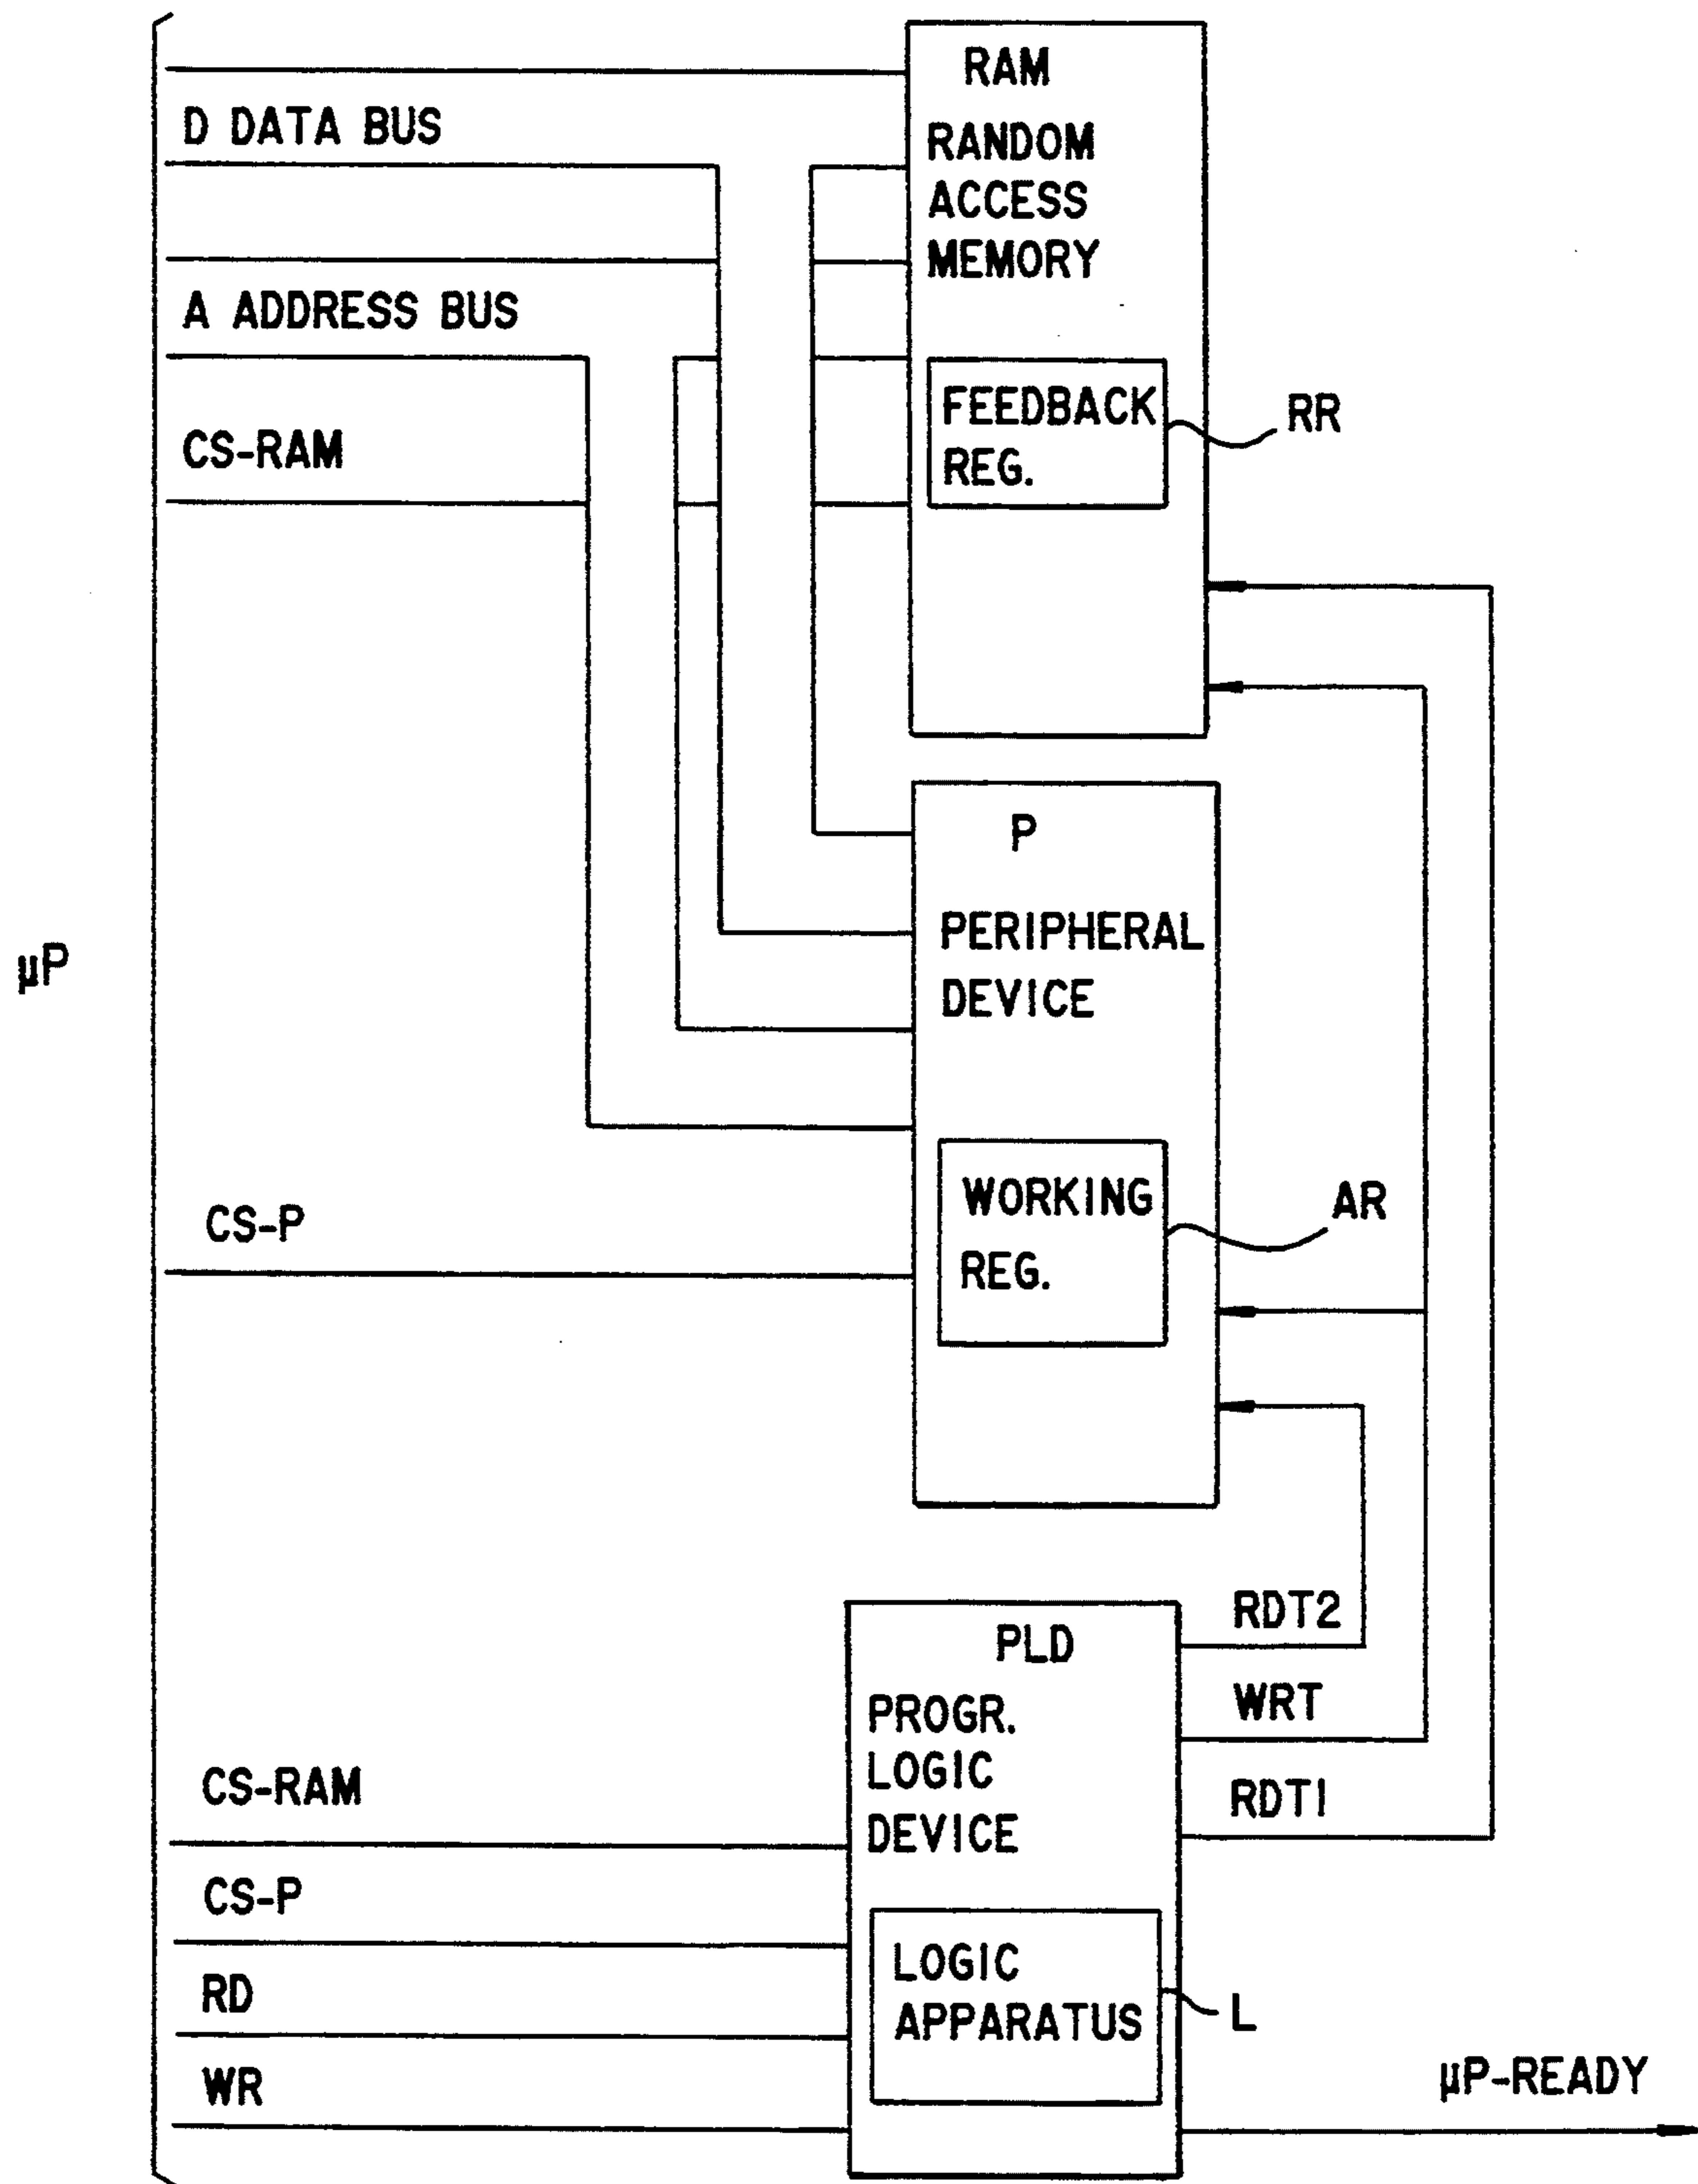 RAM
D DATA BUS
RANDOM
ACCESS
MEMORY
A ADDRESS BUS
FEEDBACK
REG.
RR
CS-RAM
μP
P
PERIPHERAL
DEVICE
WORKING
REG.
AR
CS-P
PLD
PROGR.
LOGIC
DEVICE
RDT2
WRT
RDT1
CS-RAM
CS-P
RD
WR
LOGIC
APPARATUS
L
μP-READY